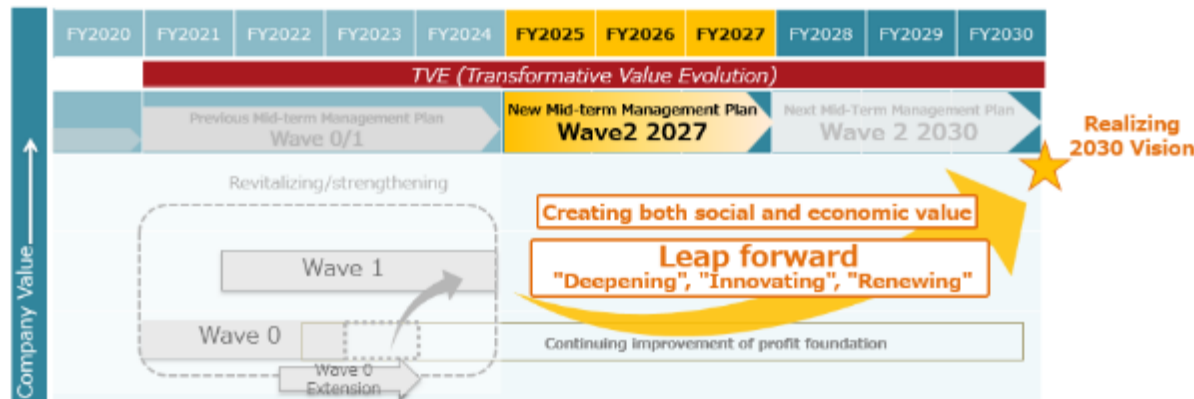 FY2020 FY2021 FY2022 FY2023 FY2024 FY2025 FY2026 FY2027 FY2028 FY2029 FY2030
TVE (Transformative Value Evolution)
Previous Mid-term Management Plan
Wave 0/1
New Mid-term Management Plan
Wave2 2027
Next Mid-Term Management Plan
Wave 2 2030
Realizing
2030 Vision
Company Value
Revitalizing/strengthening
Creating both social and economic value
Leap forward
"Deepening", "Innovating", "Renewing"
Wave 1
Wave 0
Continuing improvement of profit foundation
Wave 0
Extension